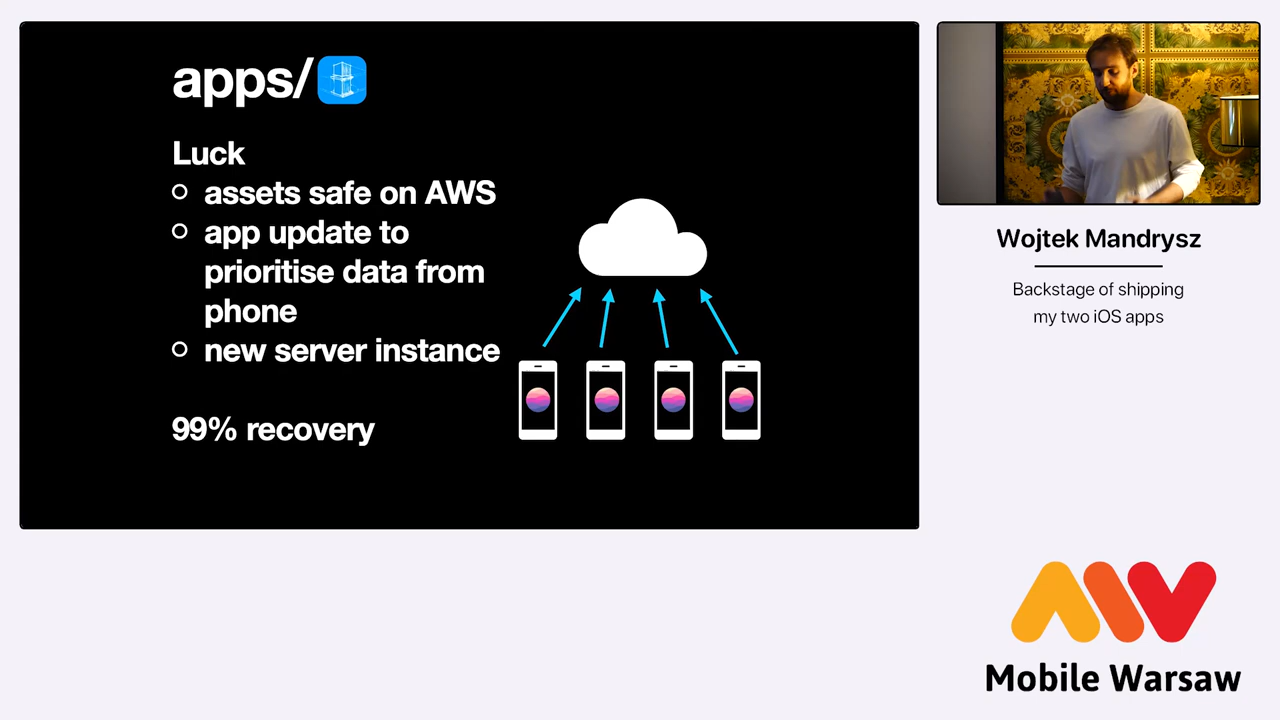 apps/
Luck
assets safe on AWS
app update to
prioritise data from
phone
new server instance
99% recovery
Wojtek Mandrysz
Backstage of shipping
my two iOS apps
Mobile Warsaw